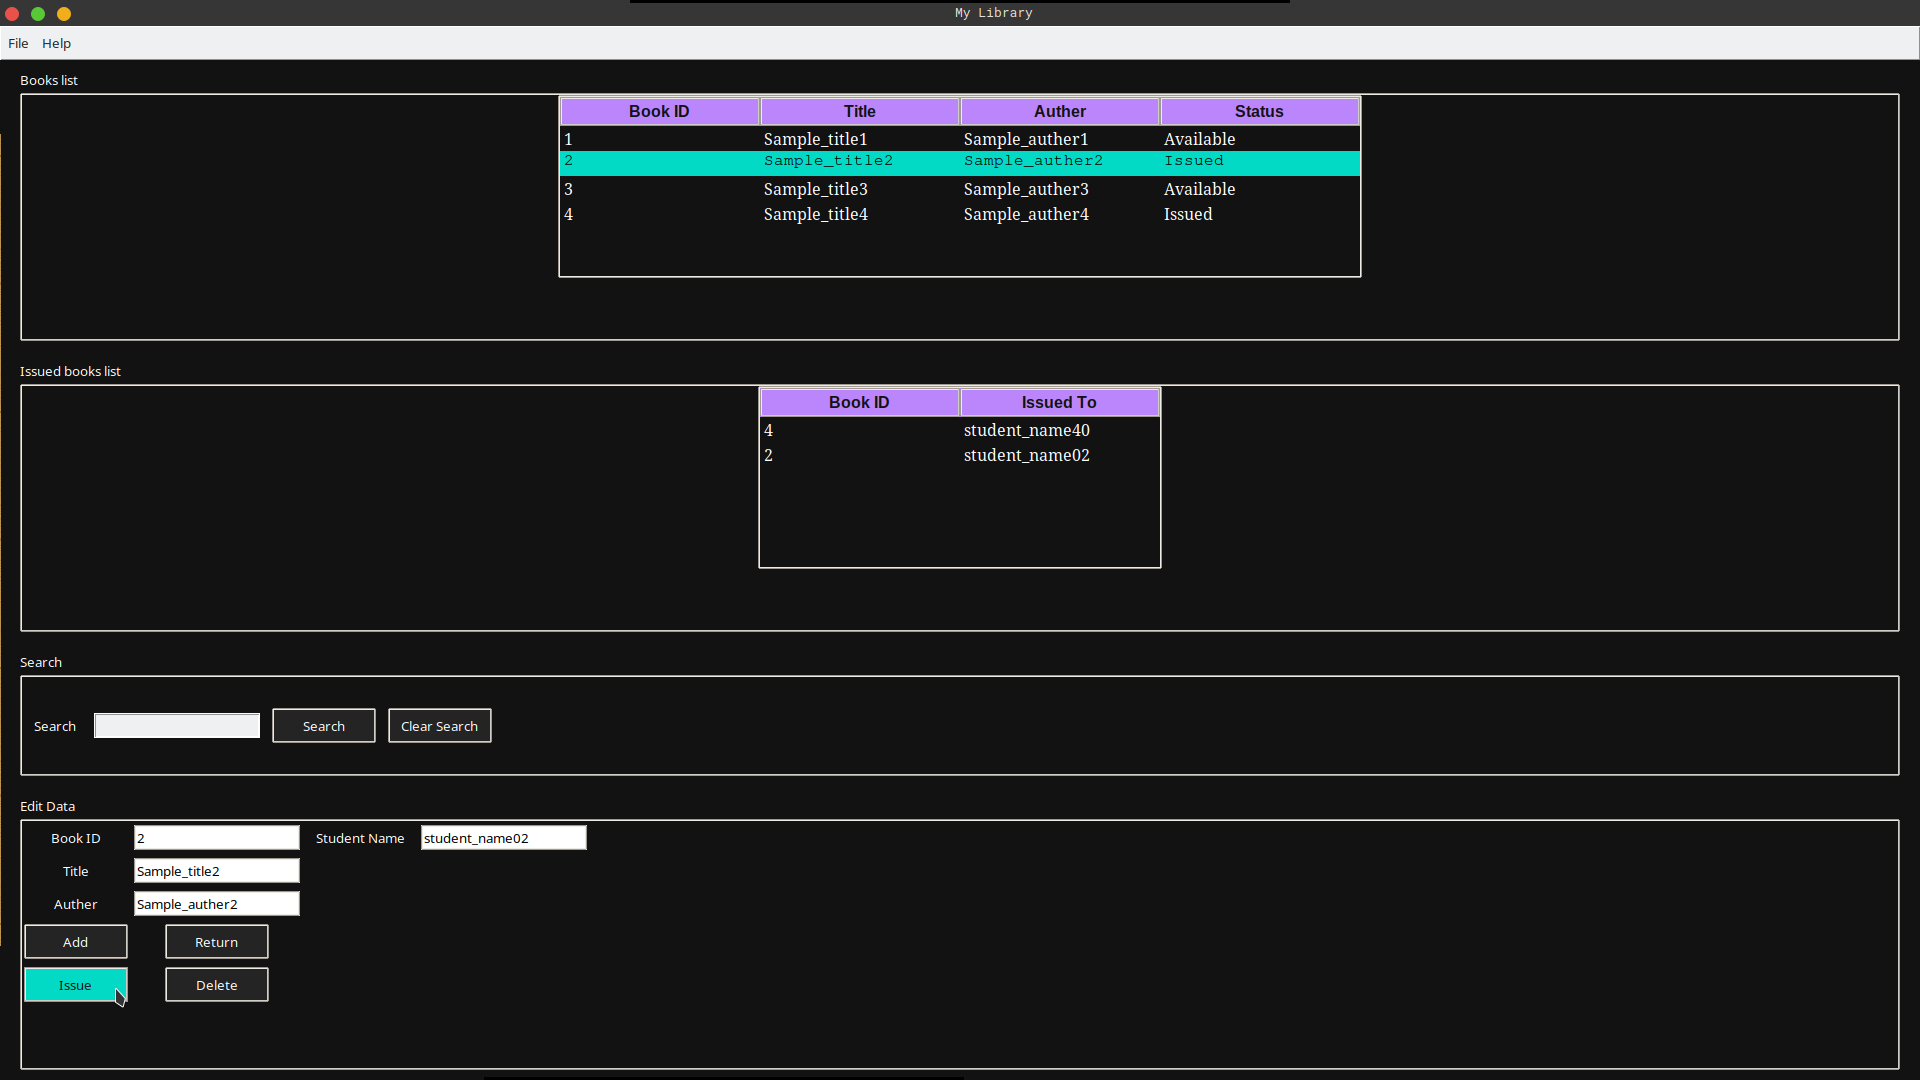 My Library
File Help
Books list
Book ID Title Auther Status
1 Sample_title1 Sample_auther1 Available
2 Sample_title2 Sample_auther2 Issued
3 Sample_title3 Sample_auther3 Available
4 Sample_title4 Sample_auther4 Issued
Issued books list
Book ID Issued To
4 student_name40
2 student_name02
Search
Search Search Clear Search
Edit Data
Book ID 2 Student Name student_name02
Title Sample_title2
Auther Sample_auther2
Add Return
Issue Delete